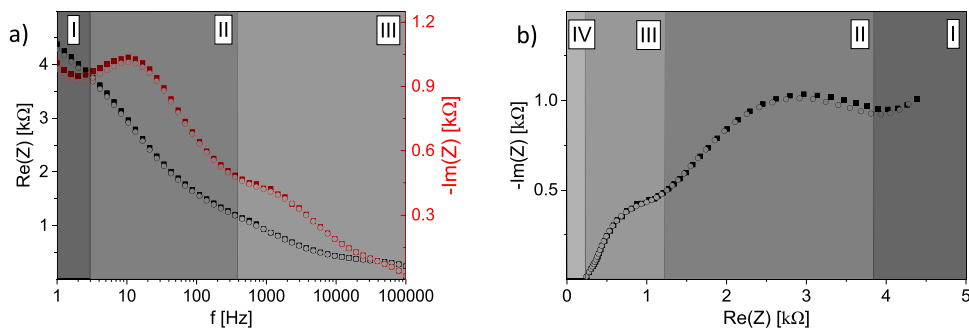 a)
I
II
III
Re(Z) [kΩ]
4
3
2
1
1.2
0.9
0.6
0.3
-Im(Z) [kΩ]
1
10
100
1000
10000
100000
f [Hz]
b)
IV
III
II
I
-Im(Z) [kΩ]
1.0
0.5
0
1
2
3
4
5
Re(Z) [kΩ]